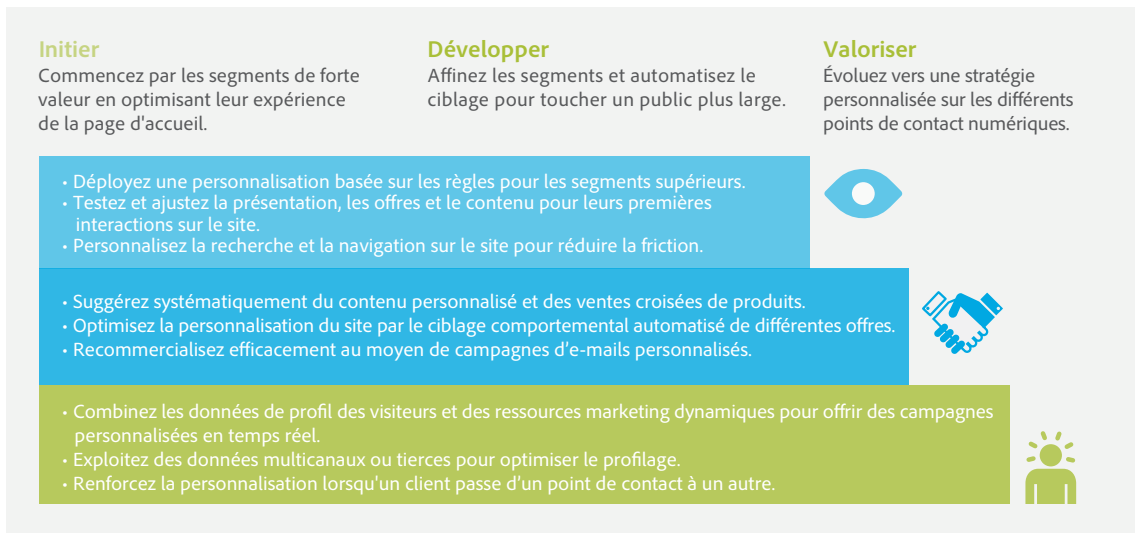 Initier
Commencez par les segments de forte
valeur en optimisant leur expérience
de la page d'accueil.
Développer
Affinez les segments et automatisez le
ciblage pour toucher un public plus large.
Valoriser
Évoluez vers une stratégie
personnalisée sur les différents
points de contact numériques.
• Déployez une personnalisation basée sur les règles pour les segments supérieurs.
• Testez et ajustez la présentation, les offres et le contenu pour leurs premières
interactions sur le site.
• Personnalisez la recherche et la navigation sur le site pour réduire la friction.
• Suggérez systématiquement du contenu personnalisé et des ventes croisées de produits.
• Optimisez la personnalisation du site par le ciblage comportemental automatisé de différentes offres.
• Recommercialisez efficacement au moyen de campagnes d’e-mails personnalisés.
• Combinez les données de profil des visiteurs et des ressources marketing dynamiques pour offrir des campagnes
personnalisées en temps réel.
• Exploitez des données multicanaux ou tierces pour optimiser le profilage.
• Renforcez la personnalisation lorsqu'un client passe d’un point de contact à un autre.